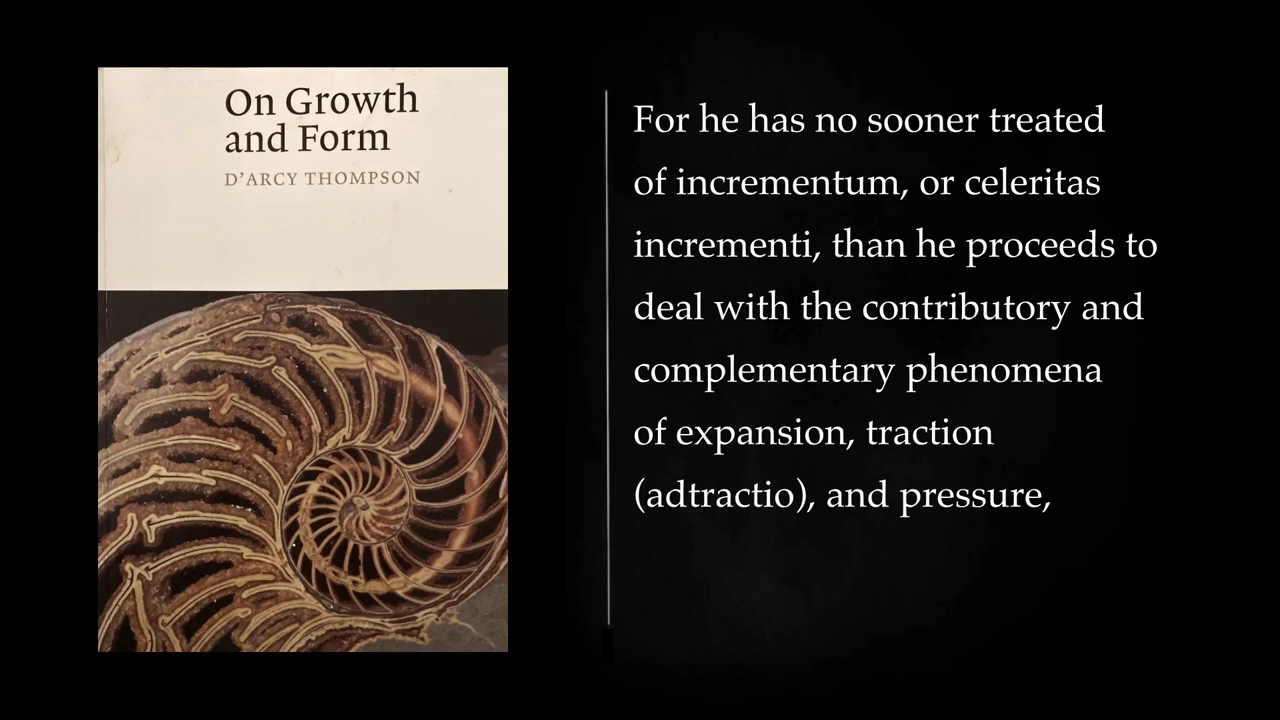 On Growth
and Form
D'ARCY THOMPSON
For he has no sooner treated
of incrementum, or celeritas
incrementi, than he proceeds to
deal with the contributory and
complementary phenomena
of expansion, traction
(adtractio), and pressure,